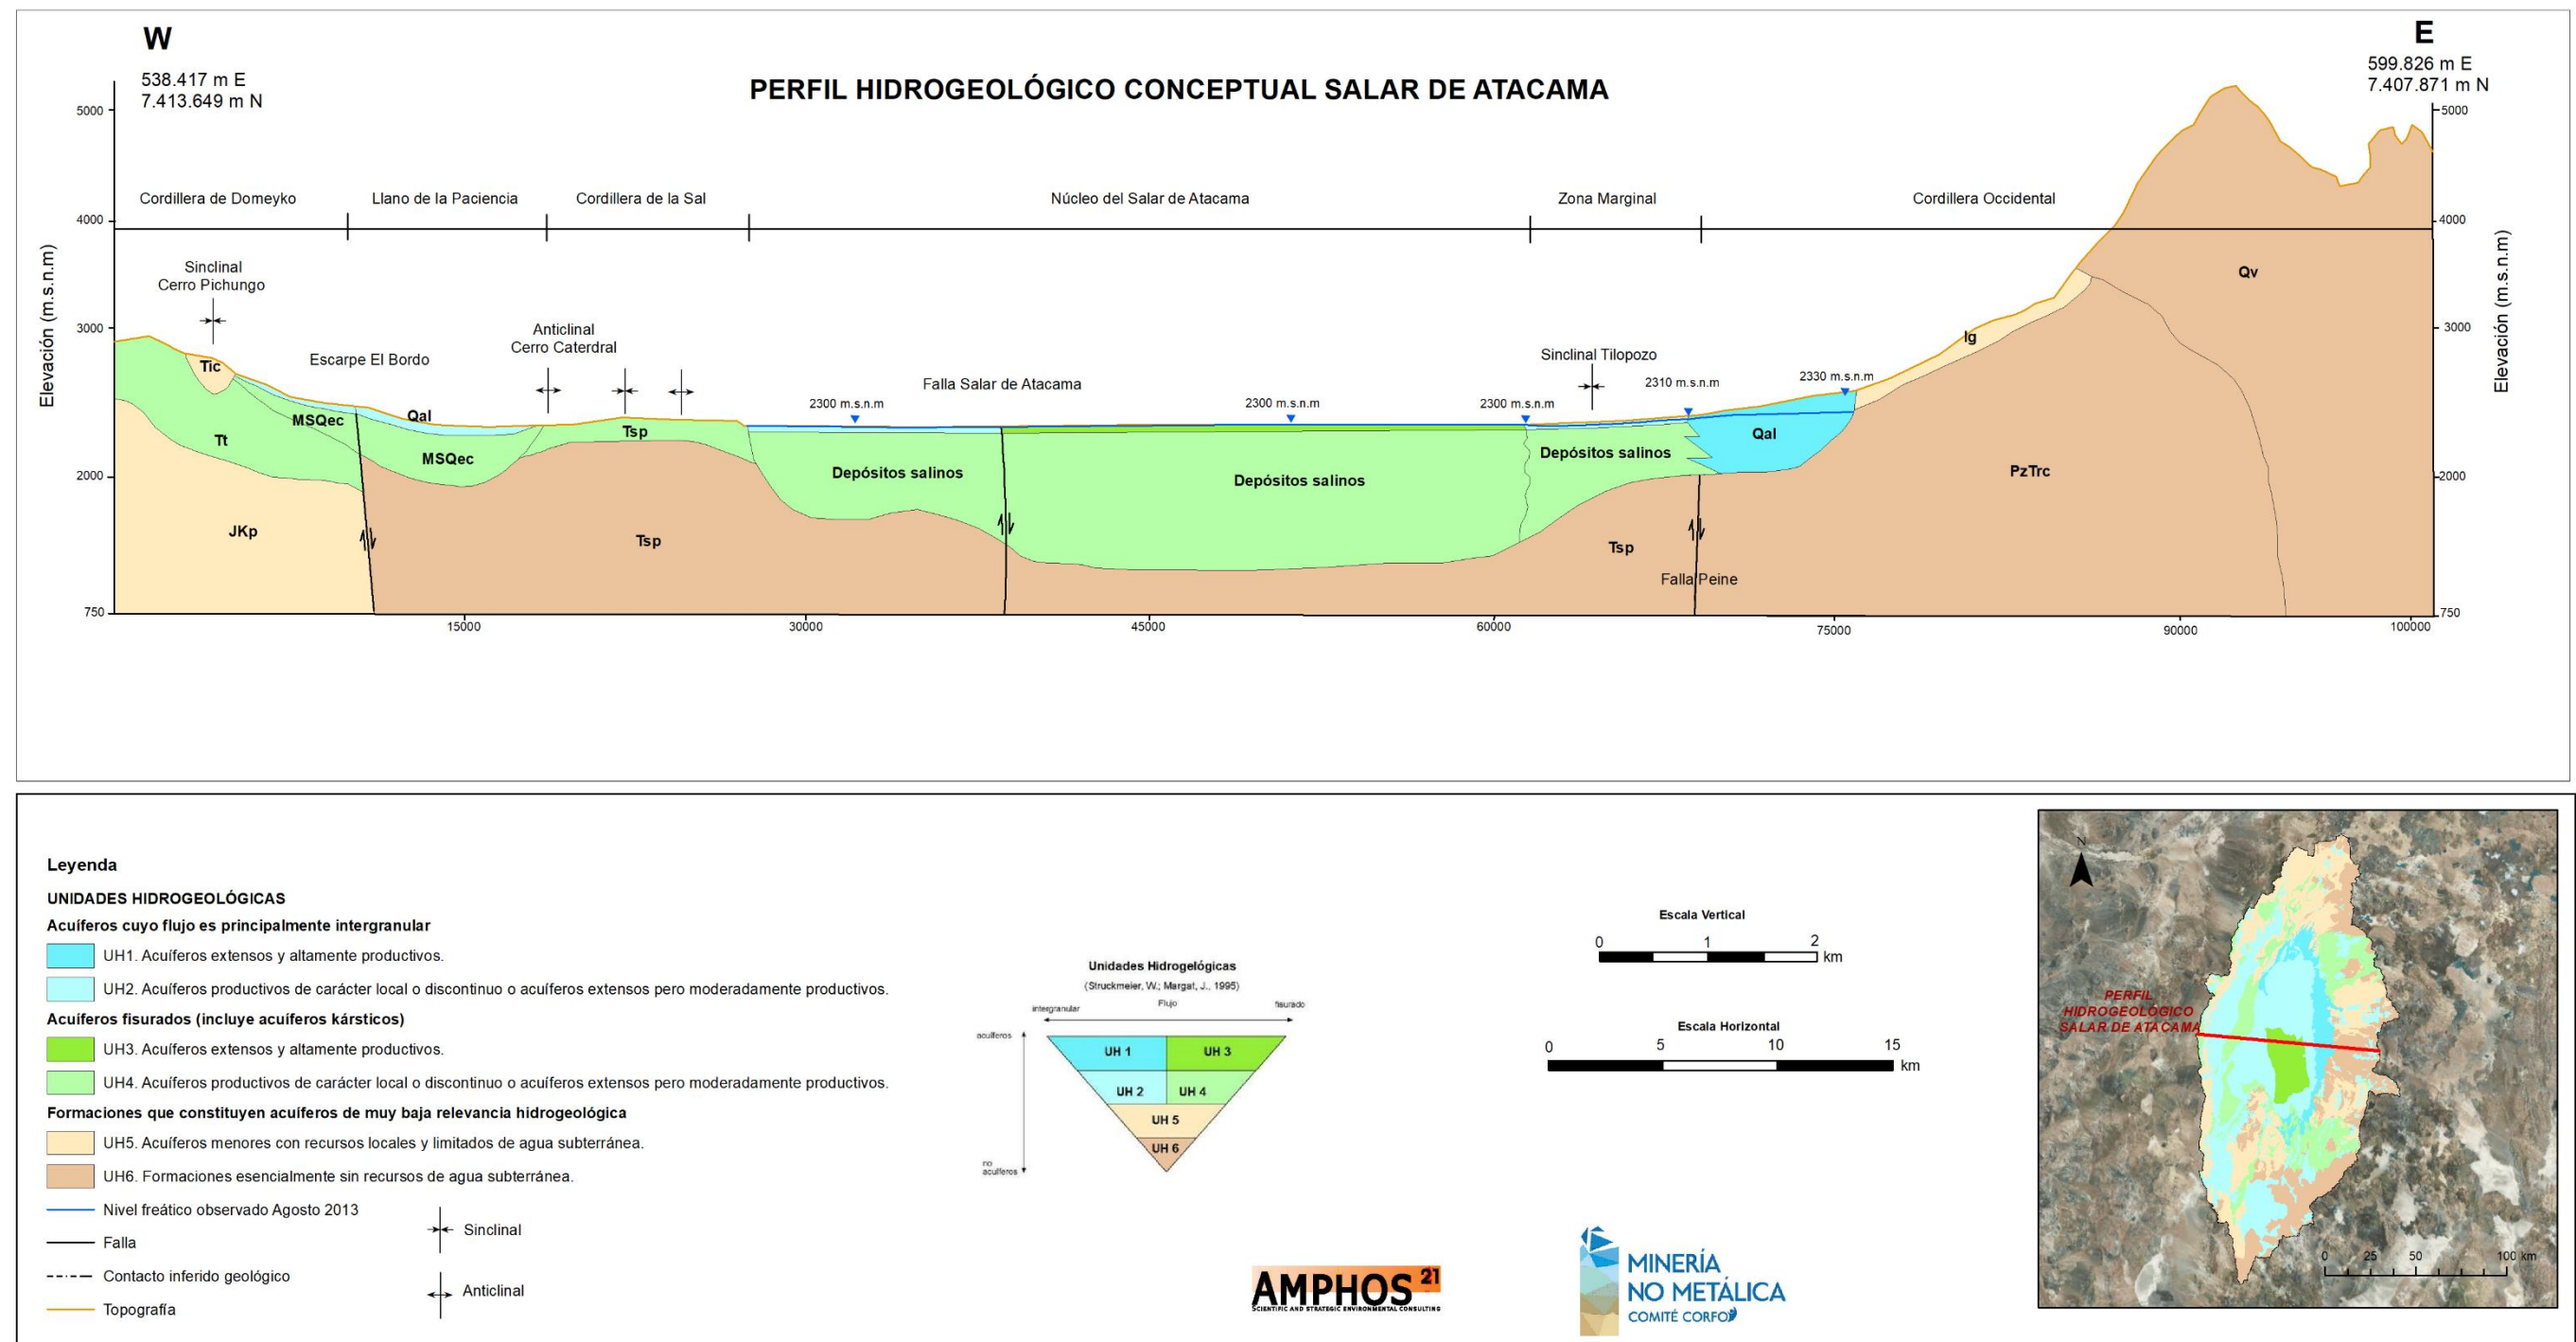 W
538.417 m E
7.413.649 m N
PERFIL HIDROGEOLÓGICO CONCEPTUAL SALAR DE ATACAMA
E
599.826 m E
7.407.871 m N
5000
4000
3000
2000
750
Elevación (m.s.n.m)
5000
4000
3000
2000
750
Elevación (m.s.n.m)
Cordillera de Domeyko
Llano de la Paciencia
Cordillera de la Sal
Núcleo del Salar de Atacama
Zona Marginal
Cordillera Occidental
Sinclinal
Cerro Pichungo
Escarpe El Bordo
Anticlinal
Cerro Caterdral
Falla Salar de Atacama
Sinclinal Tilopozo
2300 m.s.n.m
2300 m.s.n.m
2300 m.s.n.m
2310 m.s.n.m
2330 m.s.n.m
Tic
Tt
MSQec
Qal
MSQec
Tsp
JKp
Tsp
Depósitos salinos
Depósitos salinos
Depósitos salinos
Qal
Tsp
Falla Peine
PzTrc
Ig
Qv
15000
30000
45000
60000
75000
90000
100000
Leyenda
UNIDADES HIDROGEOLÓGICAS
Acuíferos cuyo flujo es principalmente intergranular
UH1. Acuíferos extensos y altamente productivos.
UH2. Acuíferos productivos de carácter local o discontinuo o acuíferos extensos pero moderadamente productivos.
Acuíferos fisurados (incluye acuíferos kársticos)
UH3. Acuíferos extensos y altamente productivos.
UH4. Acuíferos productivos de carácter local o discontinuo o acuíferos extensos pero moderadamente productivos.
Formaciones que constituyen acuíferos de muy baja relevancia hidrogeológica
UH5. Acuíferos menores con recursos locales y limitados de agua subterránea.
UH6. Formaciones esencialmente sin recursos de agua subterránea.
Nivel freático observado Agosto 2013
Falla
Contacto inferido geológico
Topografía
Sinclinal
Anticlinal
Unidades Hidrogelógicas
(Struckmeier, W.; Margat, J., 1995)
Flujo
intergranular
fisurado
acuíferos
no
acuíferos
UH 1
UH 3
UH 2
UH 4
UH 5
UH 6
Escala Vertical
0 1 2
km
Escala Horizontal
0 5 10 15
km
AMPHOS 21
SCIENTIFIC AND STRATEGIC ENVIRONMENTAL CONSULTING
MINERÍA
NO METÁLICA
COMITÉ CORFO
N
PERFIL
HIDROGEOLÓGICO
SALAR DE ATACAMA
0 25 50 100 km